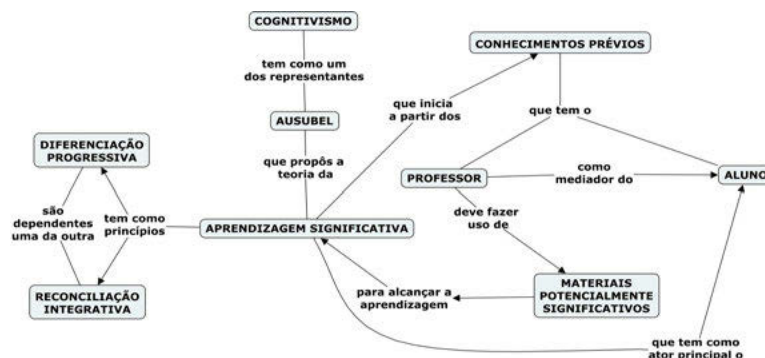 COGNITIVISMO
tem como um
dos representantes
CONHECIMENTOS PRÉVIOS
que inicia
a partir dos
AUSUBEL
que tem o
DIFERENCIAÇÃO
PROGRESSIVA
que propôs a
teoria da
PROFESSOR
como
mediador do
ALUNO
são
dependentes
uma da outra
tem como
princípios
APRENDIZAGEM SIGNIFICATIVA
deve fazer
uso de
RECONCILIAÇÃO
INTEGRATIVA
para alcançar a
aprendizagem
MATERIAIS
POTENCIALMENTE
SIGNIFICATIVOS
que tem como
ator principal o